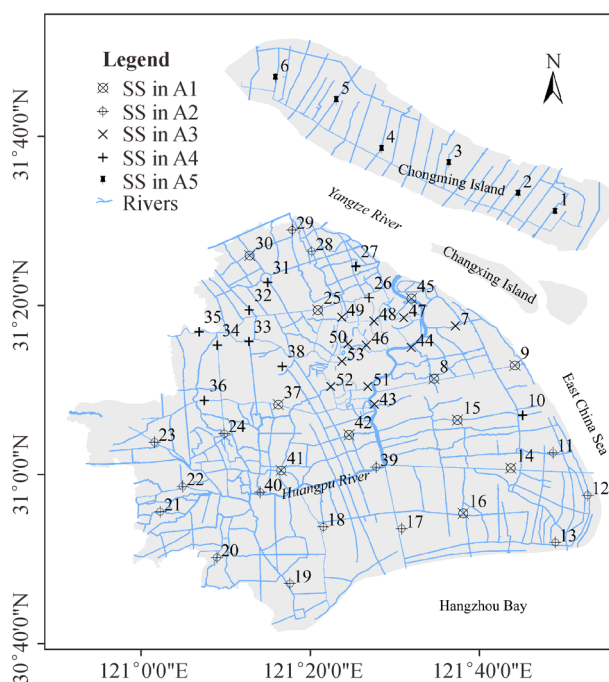 Legend
SS in A1
SS in A2
SS in A3
SS in A4
SS in A5
Rivers
N
6
5
4
3
2
1
Chongming Island
Yangtze River
Changxing Island
29
28
27
30
31
26
45
32
25
49
48
47
7
35
34
33
50
46
44
53
38
9
8
52
51
36
37
43
15
10
24
42
23
41
39
14
11
22
40
Huangpu River
12
21
18
17
16
13
20
19
East China Sea
Hangzhou Bay
31°40'0"N
31°20'0"N
31°0'0"N
30°40'0"N
121°0'0"E
121°20'0"E
121°40'0"E